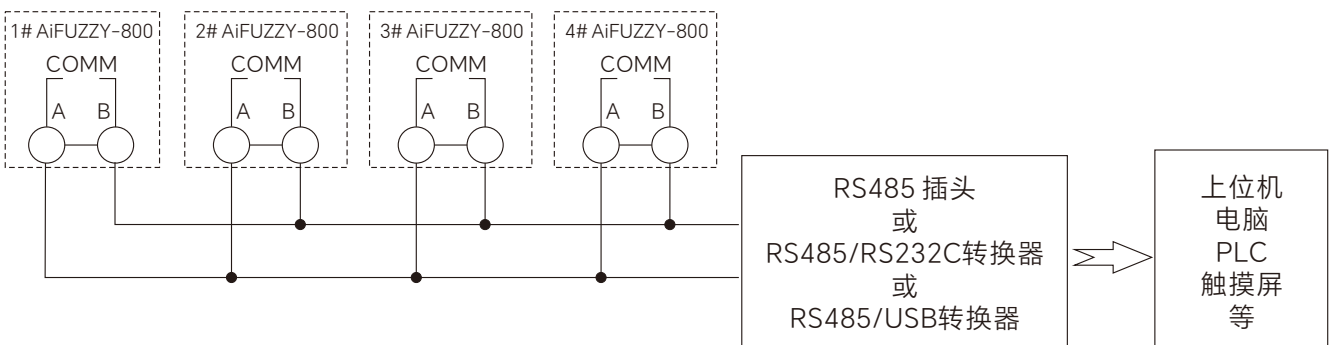 1# AiFUZZY-800
COMM
A B
2# AiFUZZY-800
COMM
A B
3# AiFUZZY-800
COMM
A B
4# AiFUZZY-800
COMM
A B
RS485 插头
或
RS485/RS232C转换器
或
RS485/USB转换器
上位机
电脑
PLC
触摸屏
等